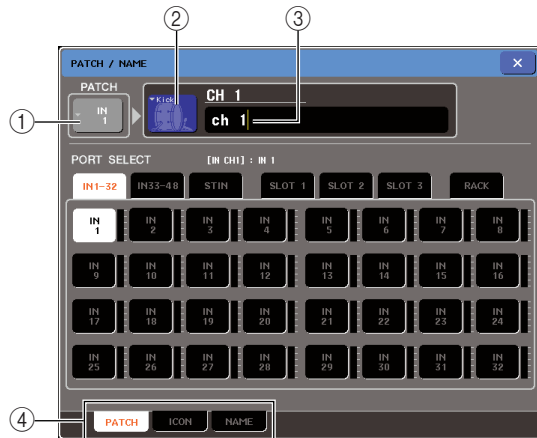 ② ③
PATCH / NAME ×
PATCH
① IN 1 Kick CH 1
ch 1
PORT SELECT [IN CH1] : IN 1
IN1-32 IN33-48 STIN SLOT 1 SLOT 2 SLOT 3 RACK
IN 1 IN 2 IN 3 IN 4 IN 5 IN 6 IN 7 IN 8
IN 9 IN 10 IN 11 IN 12 IN 13 IN 14 IN 15 IN 16
IN 17 IN 18 IN 19 IN 20 IN 21 IN 22 IN 23 IN 24
IN 25 IN 26 IN 27 IN 28 IN 29 IN 30 IN 31 IN 32
④ PATCH ICON NAME